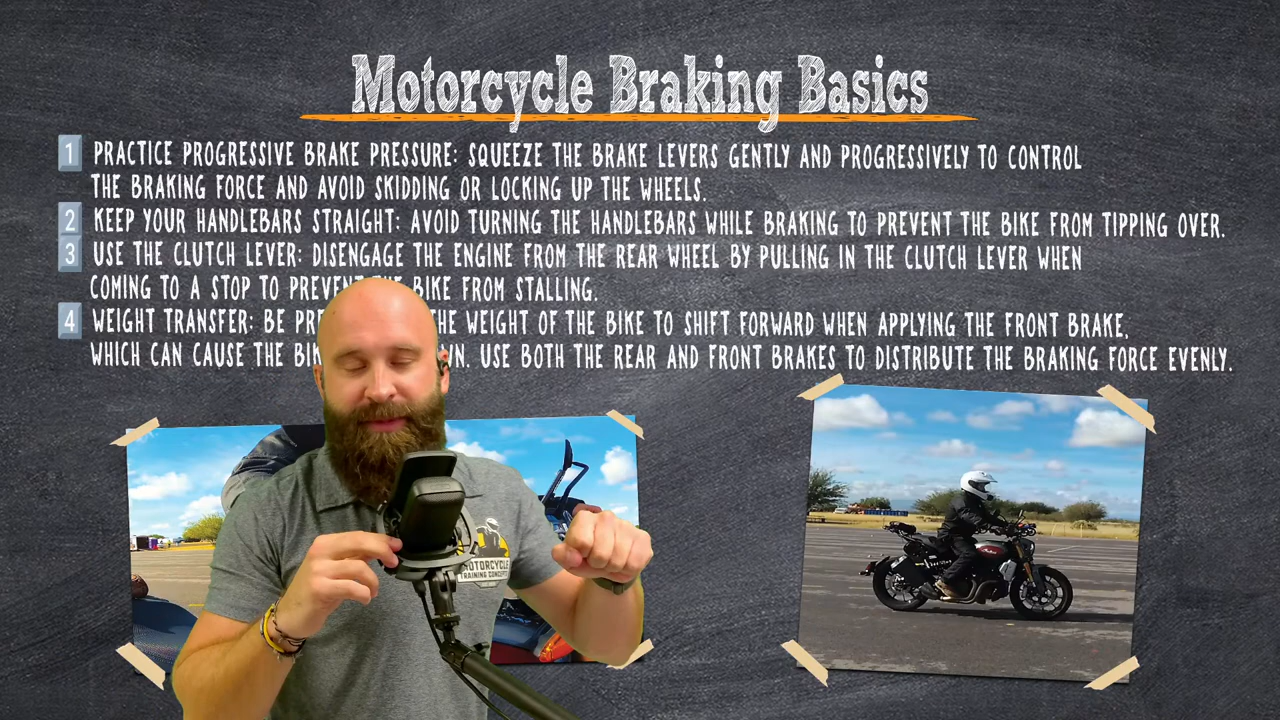 Motorcycle Braking Basics
1 PRACTICE PROGRESSIVE BRAKE PRESSURE: SQUEEZE THE BRAKE LEVERS GENTLY AND PROGRESSIVELY TO CONTROL
THE BRAKING FORCE AND AVOID SKIDDING OR LOCKING UP THE WHEELS.
2 KEEP YOUR HANDLEBARS STRAIGHT: AVOID TURNING THE HANDLEBARS WHILE BRAKING TO PREVENT THE BIKE FROM TIPPING OVER.
3 USE THE CLUTCH LEVER: DISENGAGE THE ENGINE FROM THE REAR WHEEL BY PULLING IN THE CLUTCH LEVER WHEN
COMING TO A STOP TO PREVENT THE BIKE FROM STALLING.
4 WEIGHT TRANSFER: BE THE WEIGHT OF THE BIKE TO SHIFT FORWARD WHEN APPLYING THE FRONT BRAKE,
WHICH CAN CAUSE THE USE BOTH THE REAR AND FRONT BRAKES TO DISTRIBUTE THE BRAKING FORCE EVENLY.
MOTORCYCLE
TRAINING CONCEPTS